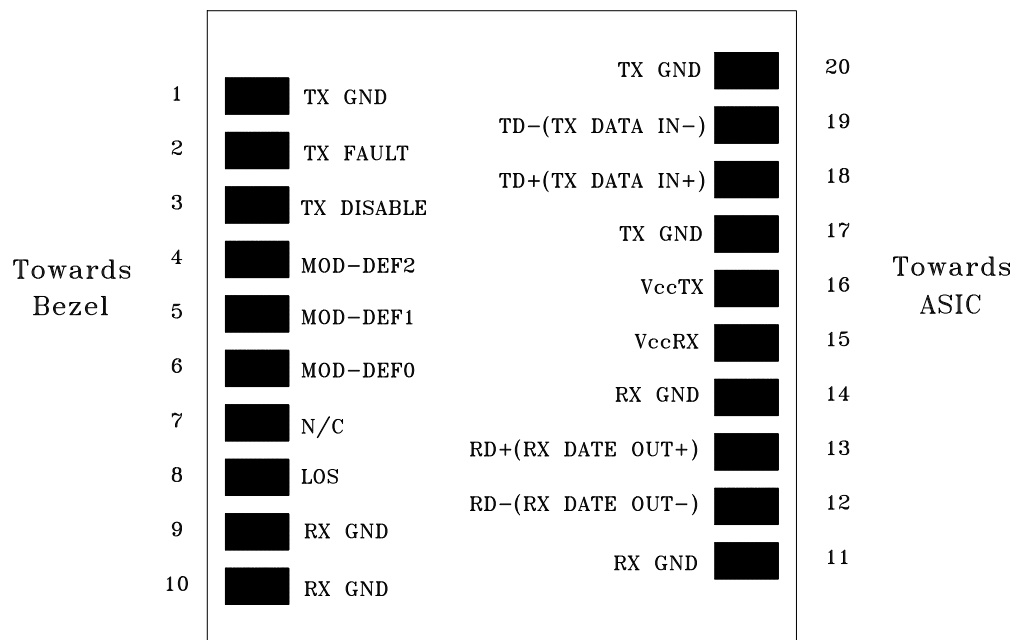 TX GND 20
1 TX GND
TD-(TX DATA IN-) 19
2 TX FAULT
TD+(TX DATA IN+) 18
3 TX DISABLE
TX GND 17
4 MOD-DEF2
Towards
Bezel
VccTX 16
Towards
ASIC
5 MOD-DEF1
VccRX 15
6 MOD-DEF0
RX GND 14
7 N/C
RD+(RX DATE OUT+) 13
8 LOS
RD-(RX DATE OUT-) 12
9 RX GND
RX GND 11
10 RX GND